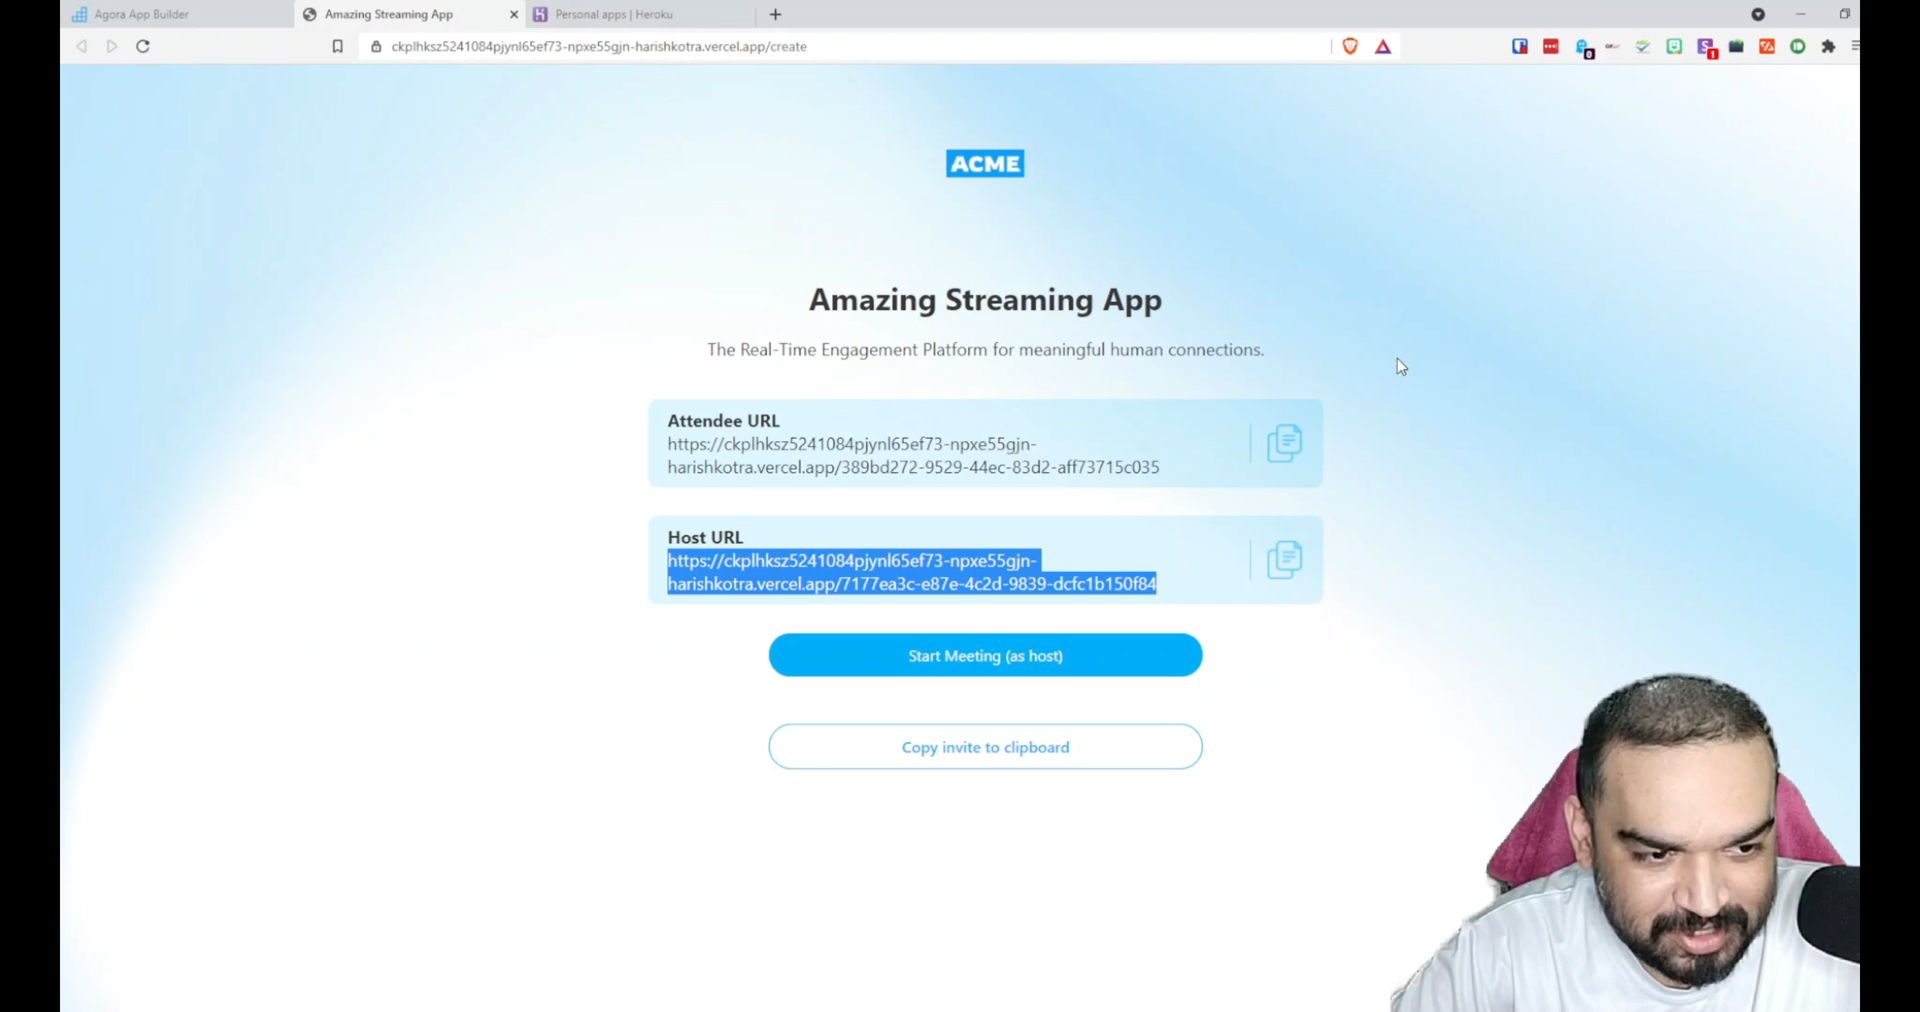 Agora App Builder
Amazing Streaming App
Personal apps | Heroku
ckplhksz5241084pjynl65ef73-npxe55gjn-harishkotra.vercel.app/create
0
1
ACME
Amazing Streaming App
The Real-Time Engagement Platform for meaningful human connections.
Attendee URL
https://ckplhksz5241084pjynl65ef73-npxe55gjn-
harishkotra.vercel.app/389bd272-9529-44ec-83d2-aff73715c035
Host URL
https://ckplhksz5241084pjynl65ef73-npxe55gjn-
harishkotra.vercel.app/7177ea3c-e87e-4c2d-9839-dcfc1b150f84
Start Meeting (as host)
Copy invite to clipboard